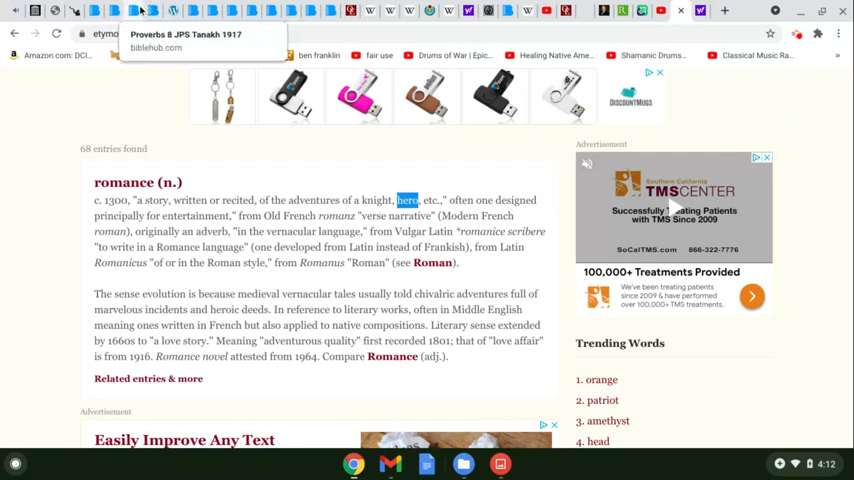 Proverbs 8 JPS Tanakh 1917
biblehub.com
etymo
Amazon.com: DOC...
ben franklin
fair use
Drums of War | Epic...
Healing Native Ame...
Shamanic Drums...
Classical Music Ra...
»
DISCOUNTMUGS
68 entries found
Advertisement
romance (n.)
c. 1300, "a story, written or recited, of the adventures of a knight, hero, etc.," often one designed
principally for entertainment," from Old French romanz "verse narrative" (Modern French
roman), originally an adverb, "in the vernacular language," from Vulgar Latin *romanice scribere
"to write in a Romance language" (one developed from Latin instead of Frankish), from Latin
Romanicus "of or in the Roman style," from Romanus "Roman" (see Roman).
The sense evolution is because medieval vernacular tales usually told chivalric adventures full of
marvelous incidents and heroic deeds. In reference to literary works, often in Middle English
meaning ones written in French but also applied to native compositions. Literary sense extended
by 1660s to "a love story." Meaning "adventurous quality" first recorded 1801; that of "love affair"
is from 1916. Romance novel attested from 1964. Compare Romance (adj.).
Related entries & more
Advertisement
Easily Improve Any Text
Southern California
TMSCENTER
Successfully Treating Patients
with TMS Since 2009
SoCalTMS.com 866-322-7776
100,000+ Treatments Provided
We've been treating patients
since 2009 & have performed
over 100,000+ TMS treatments.
Trending Words
1. orange
2. patriot
3. amethyst
4. head
4:12